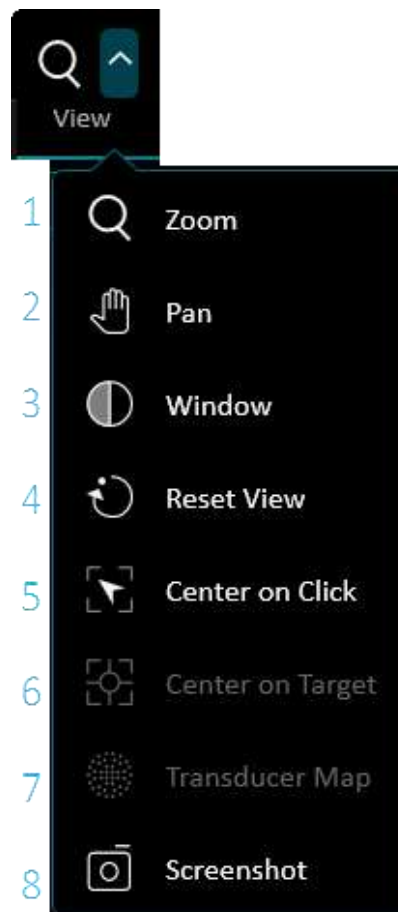 View
1 Zoom
2 Pan
3 Window
4 Reset View
5 Center on Click
6 Center on Target
7 Transducer Map
8 Screenshot